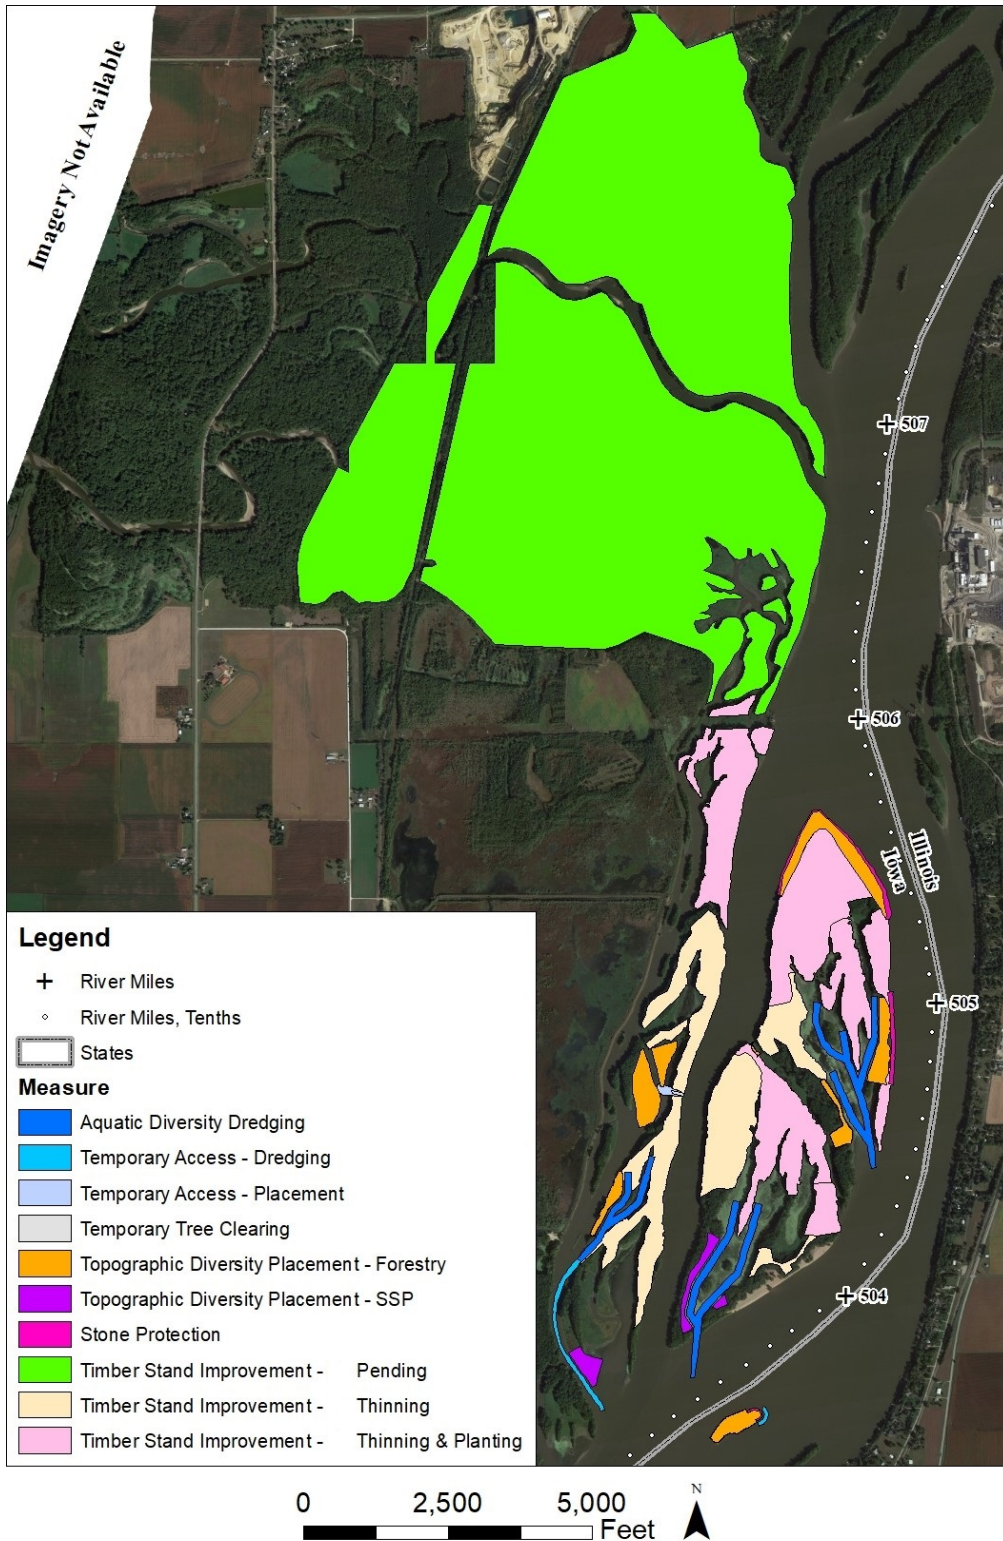 Imagery Not Available
507
506
Illinois
Iowa
505
504
Legend
River Miles
River Miles, Tenths
States
Measure
Aquatic Diversity Dredging
Temporary Access - Dredging
Temporary Access - Placement
Temporary Tree Clearing
Topographic Diversity Placement - Forestry
Topographic Diversity Placement - SSP
Stone Protection
Timber Stand Improvement - Pending
Timber Stand Improvement - Thinning
Timber Stand Improvement - Thinning & Planting
0 2,500 5,000
Feet
N